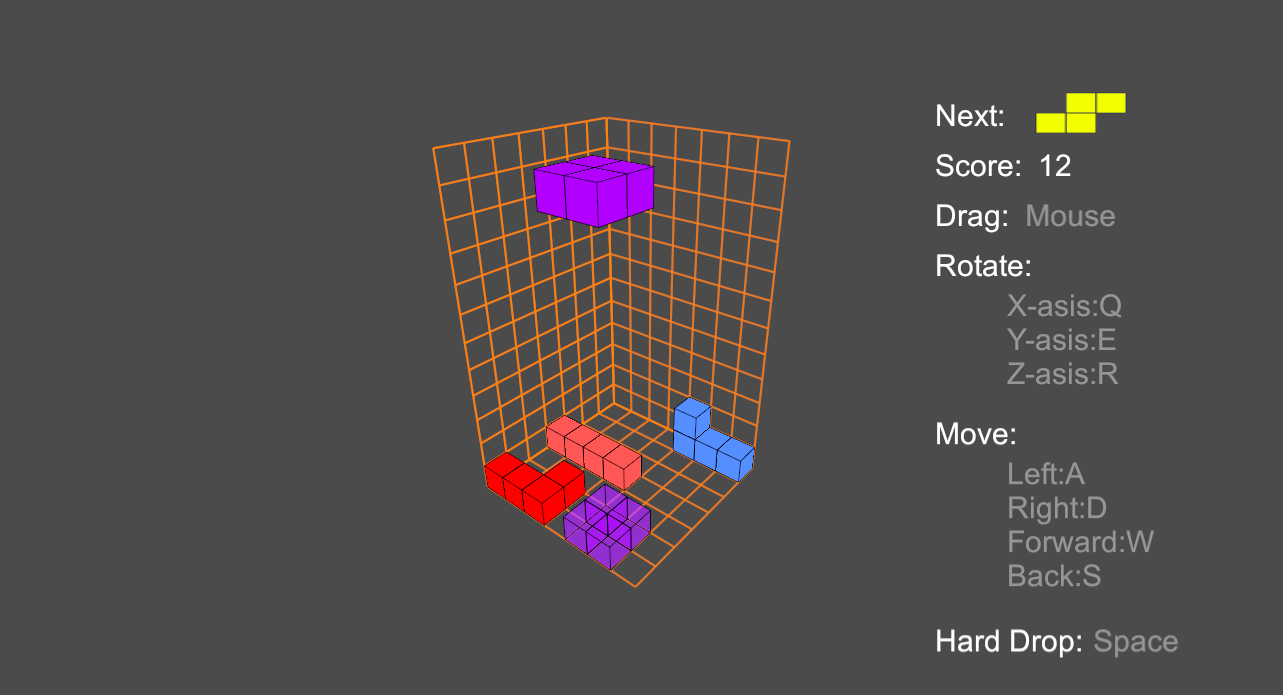 Next:
Score: 12
Drag: Mouse
Rotate:
X-asis:Q
Y-asis:E
Z-asis:R
Move:
Left:A
Right:D
Forward:W
Back:S
Hard Drop: Space